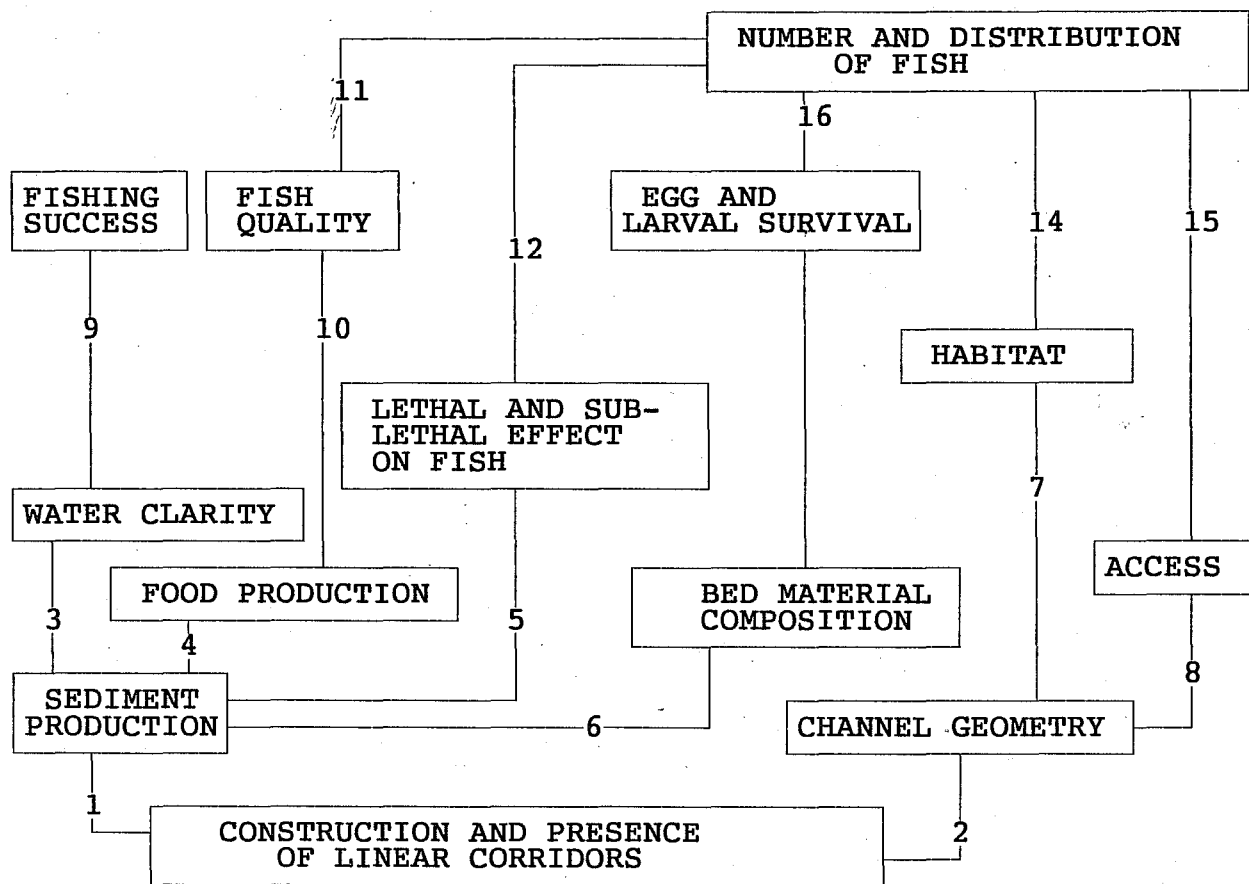 NUMBER AND DISTRIBUTION
OF FISH
11
16
FISHING
SUCCESS
FISH
QUALITY
EGG AND
LARVAL SURVIVAL
12
14
15
9
10
HABITAT
LETHAL AND SUB-
LETHAL EFFECT
ON FISH
7
WATER CLARITY
ACCESS
FOOD PRODUCTION
BED MATERIAL
COMPOSITION
3
4
5
8
SEDIMENT
PRODUCTION
6
CHANNEL GEOMETRY
1
2
CONSTRUCTION AND PRESENCE
OF LINEAR CORRIDORS